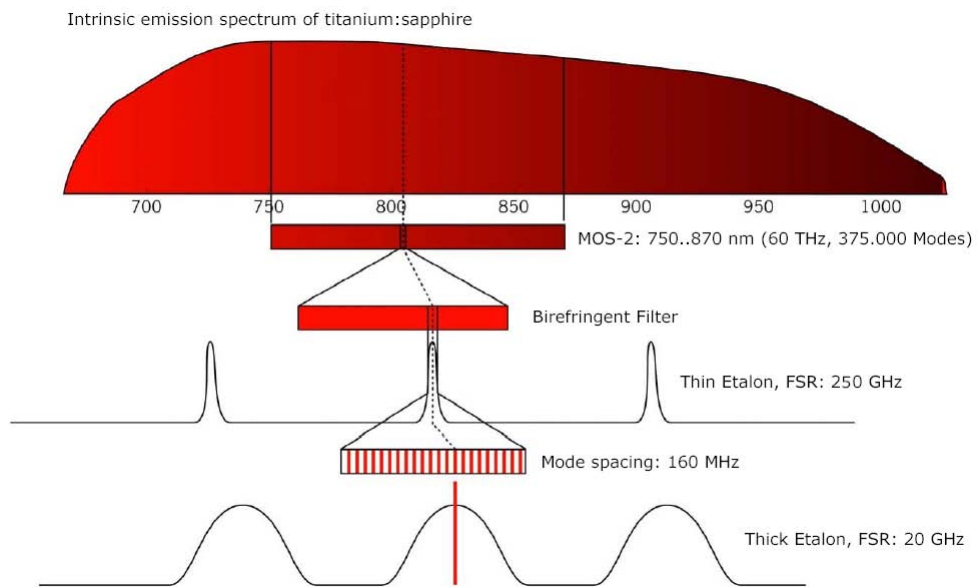 Intrinsic emission spectrum of titanium:sapphire
700 750 800 850 900 950 1000
MOS-2: 750..870 nm (60 THz, 375.000 Modes)
Birefringent Filter
Thin Etalon, FSR: 250 GHz
Mode spacing: 160 MHz
Thick Etalon, FSR: 20 GHz